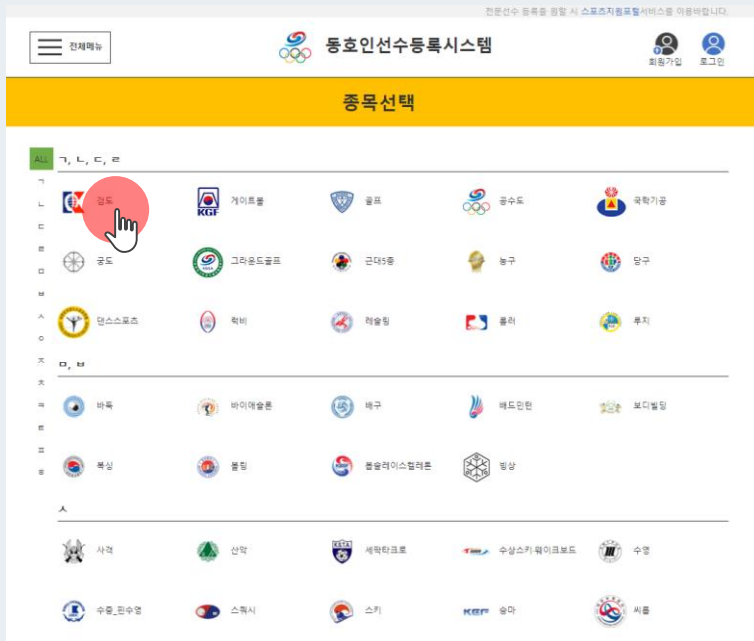 전문선수 등록을 원할 시 스포츠지원포털서비스를 이용바랍니다.
전체메뉴
동호인선수등록시스템
회원가입 로그인
종목선택
ALL ㄱ, ㄴ, ㄷ, ㄹ
ㄱ
ㄴ
ㄷ
ㄹ
ㅁ
ㅂ
ㅅ
ㅇ
ㅈ
ㅊ
ㅋ
ㅌ
ㅍ
ㅎ
검도 게이트볼 골프 공수도 국학기공
KGF
궁도 그라운드골프 근대5종 농구 당구
댄스스포츠 럭비 레슬링 롤러 루지
ㅁ, ㅂ
바둑 바이애슬론 배구 배드민턴 보디빌딩
복싱 볼링 봅슬레이스켈레톤 빙상
ㅅ
사격 산악 세팍타크로 수상스키·웨이크보드 수영
KSTA
수중_핀수영 스쿼시 스키 승마 씨름
KEF